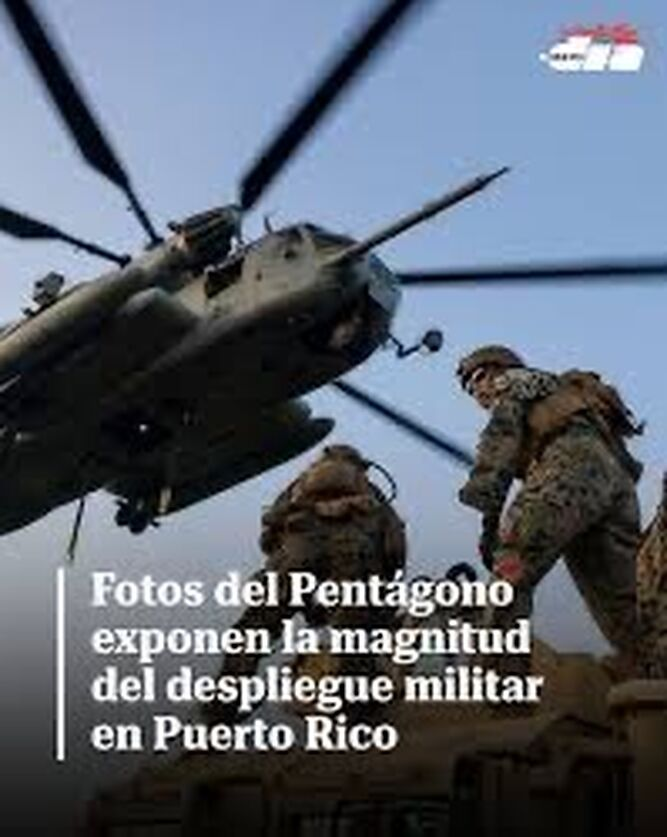 Fotos del Pentágono
exponen la magnitud
del despliegue militar
en Puerto Rico